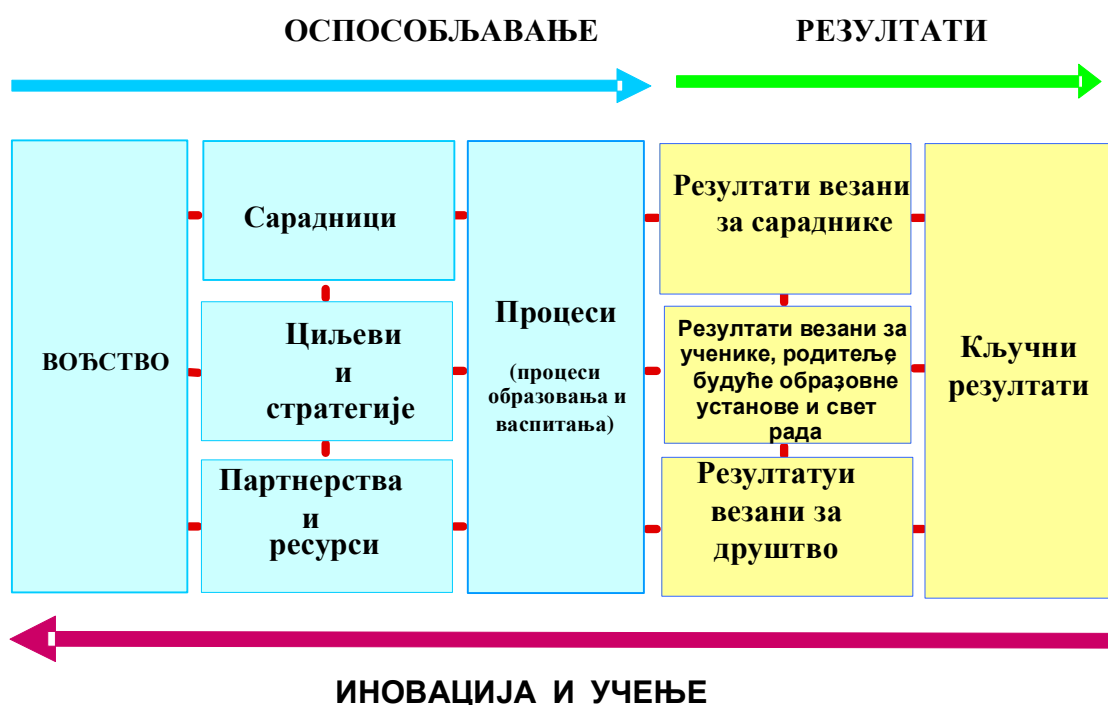 ОСПОСОБЉАВАЊЕ
РЕЗУЛТАТИ
ВОЂСТВО
Сарадници
Циљеви
и
стратегије
Партнерства
и
ресурси
Процеси
(процеси
образовања и
васпитања)
Резултати везани
за сараднике
Резултати везани за
ученике, родитеље,
будуће образовне
установе и свет
рада
Резултатуи
везани за
друштво
Кључни
резултати
ИНОВАЦИЈА И УЧЕЊЕ